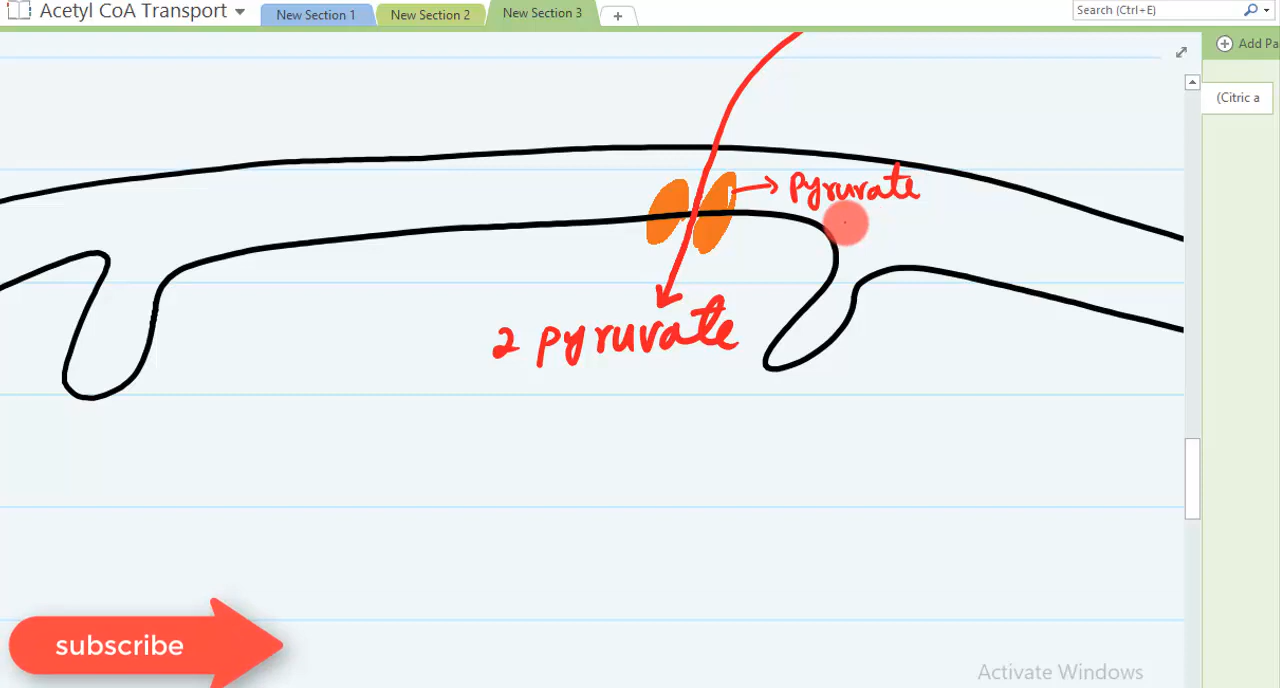 Acetyl CoA Transport
New Section 1
New Section 2
New Section 3
+
Search (Ctrl+E)
Add Pa
(Citric a
pyruvate
2 pyruvate
subscribe
Activate Windows